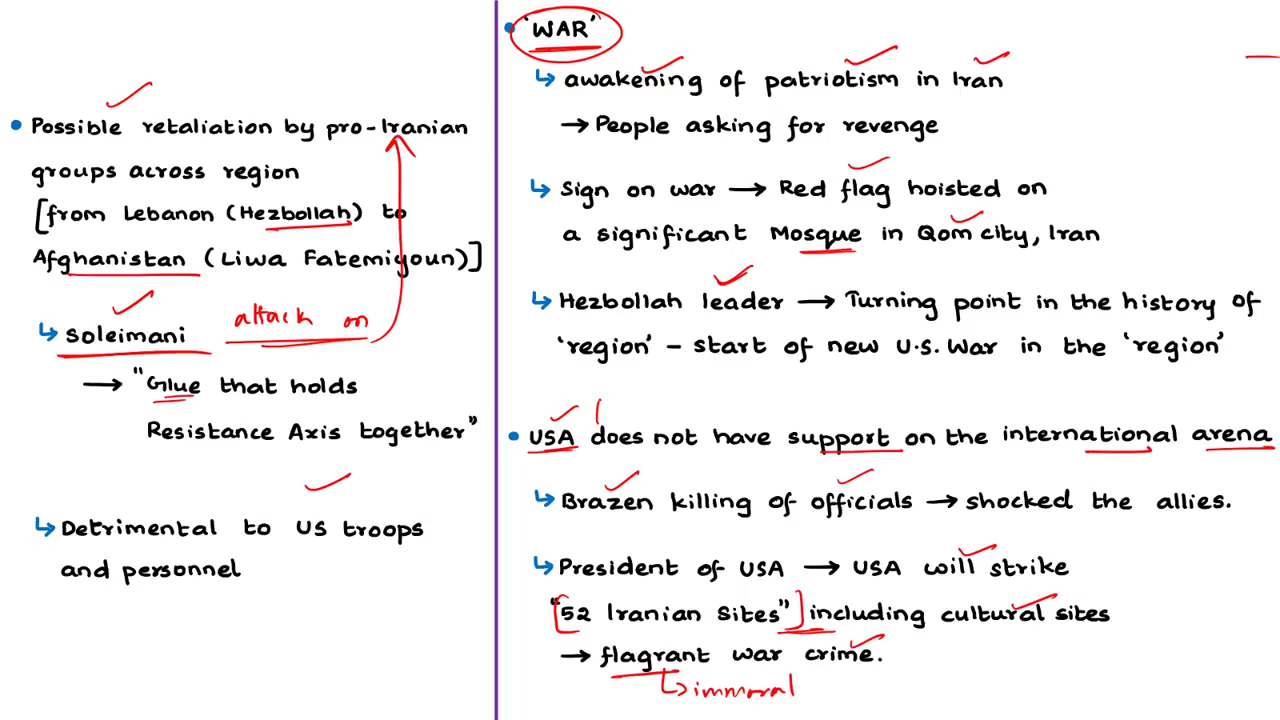 • Possible retaliation by pro-Iranian
groups across region
[from Lebanon (Hezbollah) to
Afghanistan (Liwa Fatemiyoun)]
↳ Soleimani attack on
→ "Glue that holds
Resistance Axis together"
↳ Detrimental to US troops
and personnel
• 'WAR'
↳ awakening of patriotism in Iran
→ People asking for revenge
↳ Sign on war → Red flag hoisted on
a significant Mosque in Qom city, Iran
↳ Hezbollah leader → Turning point in the history of
'region' – start of new U.S. War in the 'region'
• USA does not have support on the international arena
↳ Brazen killing of officials → shocked the allies.
↳ President of USA → USA will strike
"52 Iranian Sites" including cultural sites
→ flagrant war crime.
↳ immoral